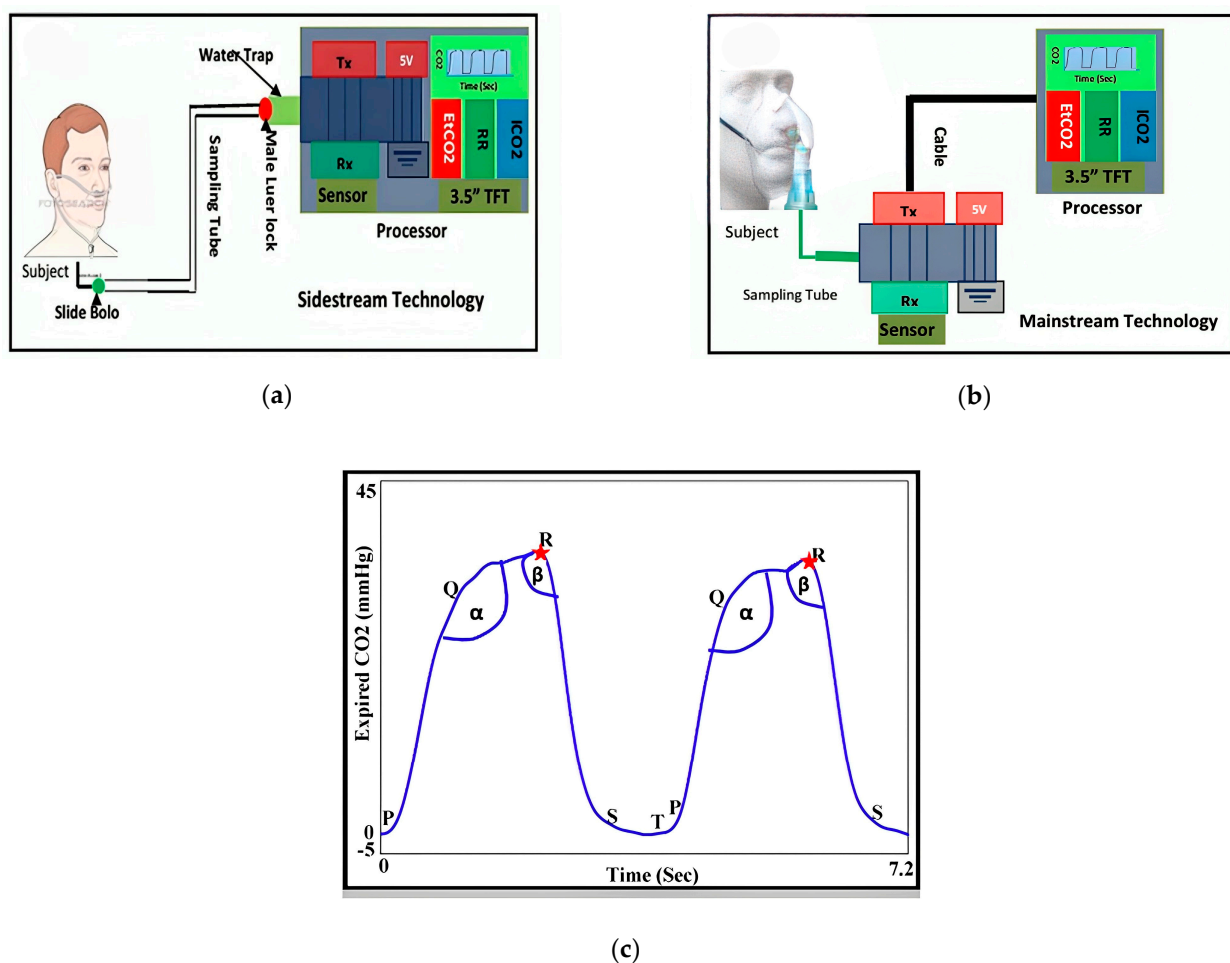 Water Trap
Tx
5V
CO2
Time (Sec)
EtCO2
RR
ICO2
Rx
Sensor
3.5” TFT
Processor
Male Luer lock
Sampling Tube
FOTOSEARCH
Subject
Slide Bolo
Sidestream Technology
(a)
CO2
Time (Sec)
EtCO2
RR
ICO2
3.5” TFT
Processor
Cable
Tx
5V
Subject
Sampling Tube
Rx
Sensor
Mainstream Technology
(b)
45
Expired CO2 (mmHg)
R
R
β
β
Q
Q
α
α
P
S
T
P
S
0
-5
0
Time (Sec)
7.2
(c)